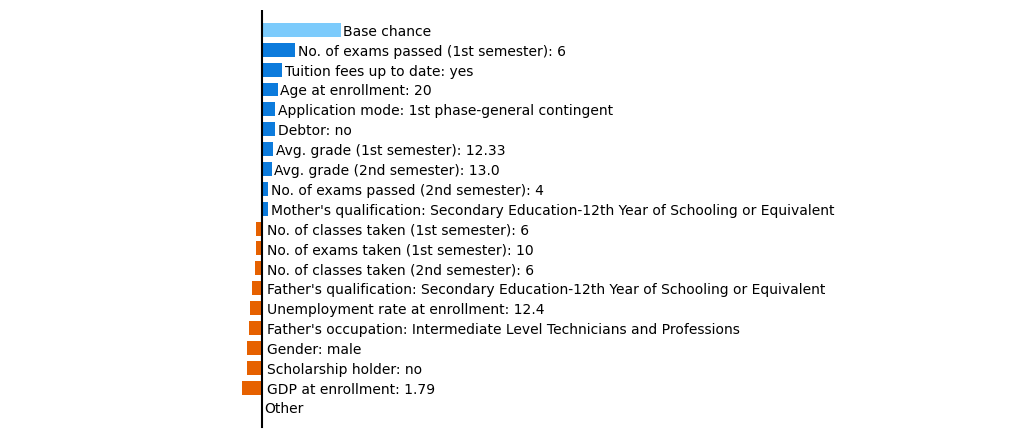 Base chance
No. of exams passed (1st semester): 6
Tuition fees up to date: yes
Age at enrollment: 20
Application mode: 1st phase-general contingent
Debtor: no
Avg. grade (1st semester): 12.33
Avg. grade (2nd semester): 13.0
No. of exams passed (2nd semester): 4
Mother's qualification: Secondary Education-12th Year of Schooling or Equivalent
No. of classes taken (1st semester): 6
No. of exams taken (1st semester): 10
No. of classes taken (2nd semester): 6
Father's qualification: Secondary Education-12th Year of Schooling or Equivalent
Unemployment rate at enrollment: 12.4
Father's occupation: Intermediate Level Technicians and Professions
Gender: male
Scholarship holder: no
GDP at enrollment: 1.79
Other